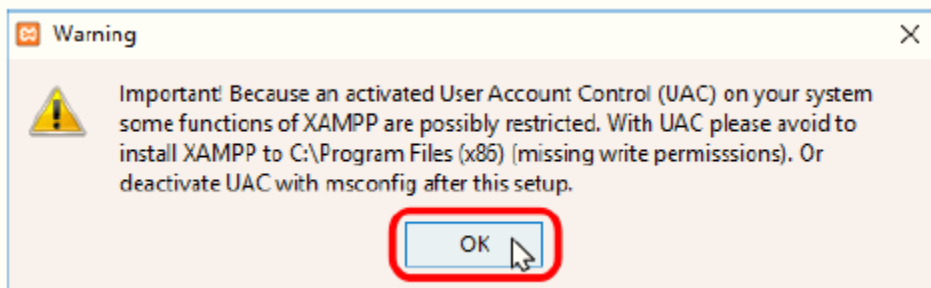 Warning
Important! Because an activated User Account Control (UAC) on your system
some functions of XAMPP are possibly restricted. With UAC please avoid to
install XAMPP to C:\Program Files (x86) (missing write permisssions). Or
deactivate UAC with msconfig after this setup.
OK